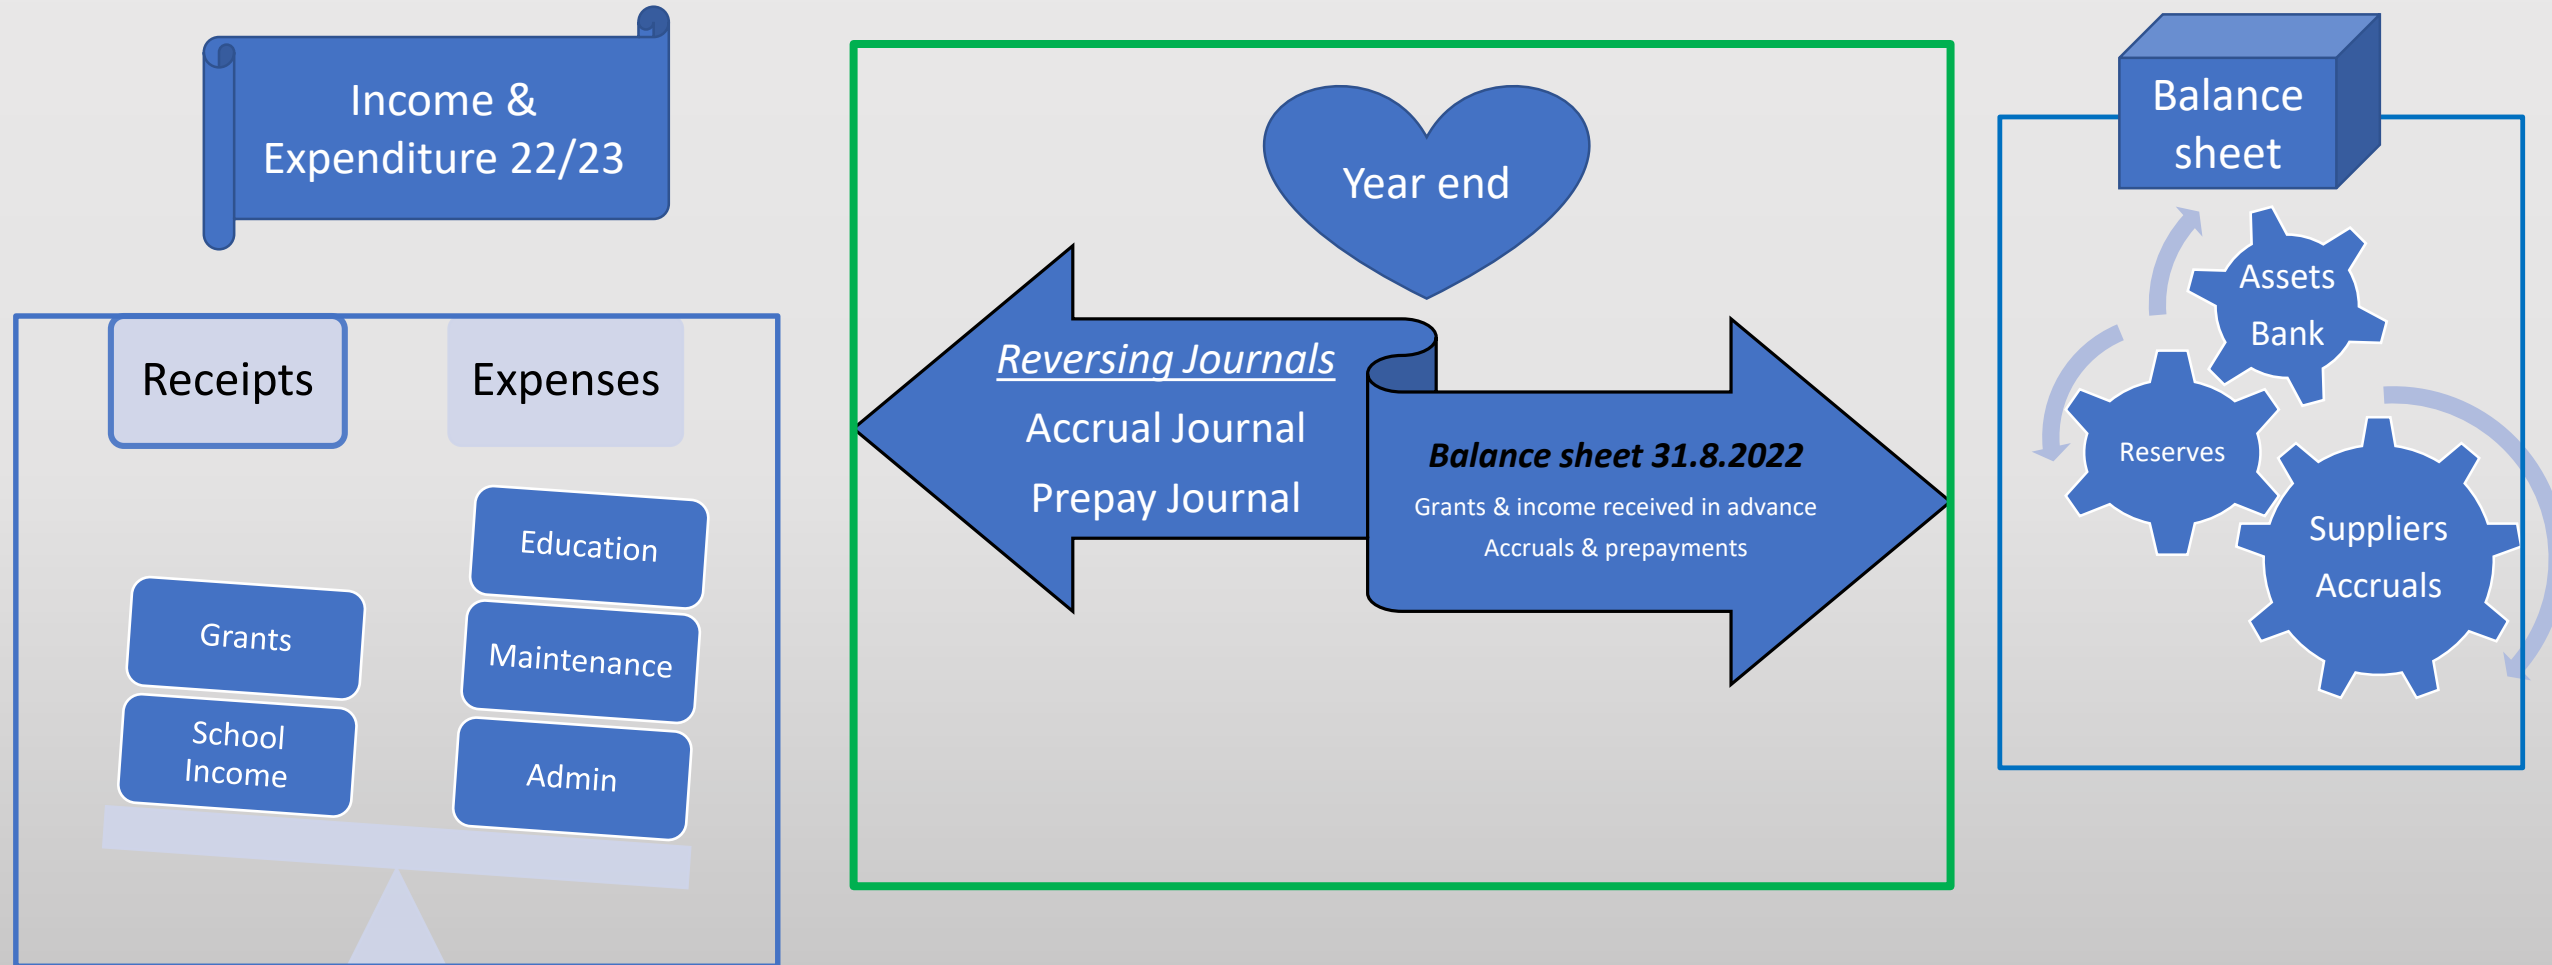 Income &
Expenditure 22/23
Receipts
Expenses
Grants
School
Income
Education
Maintenance
Admin
Year end
Reversing Journals
Accrual Journal
Prepay Journal
Balance sheet 31.8.2022
Grants & income received in advance
Accruals & prepayments
Balance
sheet
Assets
Bank
Reserves
Suppliers
Accruals